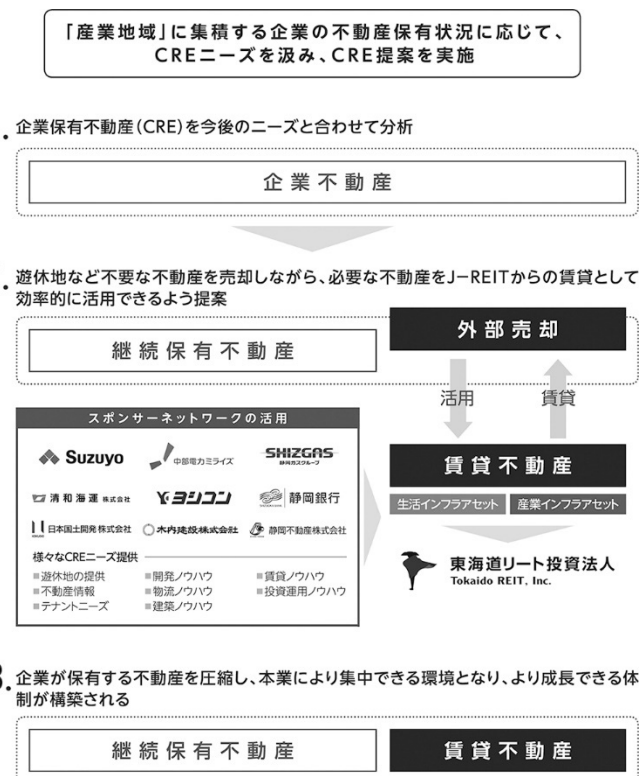 「産業地域」に集積する企業の不動産保有状況に応じて、
CREニーズを汲み、CRE提案を実施
企業保有不動産（CRE）を今後のニーズと合わせて分析
企業不動産
遊休地など不要な不動産を売却しながら、必要な不動産をJ-REITからの賃貸として
効率的に活用できるよう提案
継続保有不動産
外部売却
活用
賃貸
スポンサーネットワークの活用
Suzuyo
中部電力ミライズ
SHIZGAS
静岡ガスグループ
清和海運 株式会社
ヨシコン
静岡銀行
日本国土開発 株式会社
木内建設株式会社
静岡不動産株式会社
様々なCREニーズ提供
■遊休地の提供
■開発ノウハウ
■賃貸ノウハウ
■不動産情報
■物流ノウハウ
■投資運用ノウハウ
■テナントニーズ
■建築ノウハウ
賃貸不動産
生活インフラアセット
産業インフラアセット
東海道リート投資法人
Tokaido REIT, Inc.
3.
企業が保有する不動産を圧縮し、本業により集中できる環境となり、より成長できる体
制が構築される
継続保有不動産
賃貸不動産